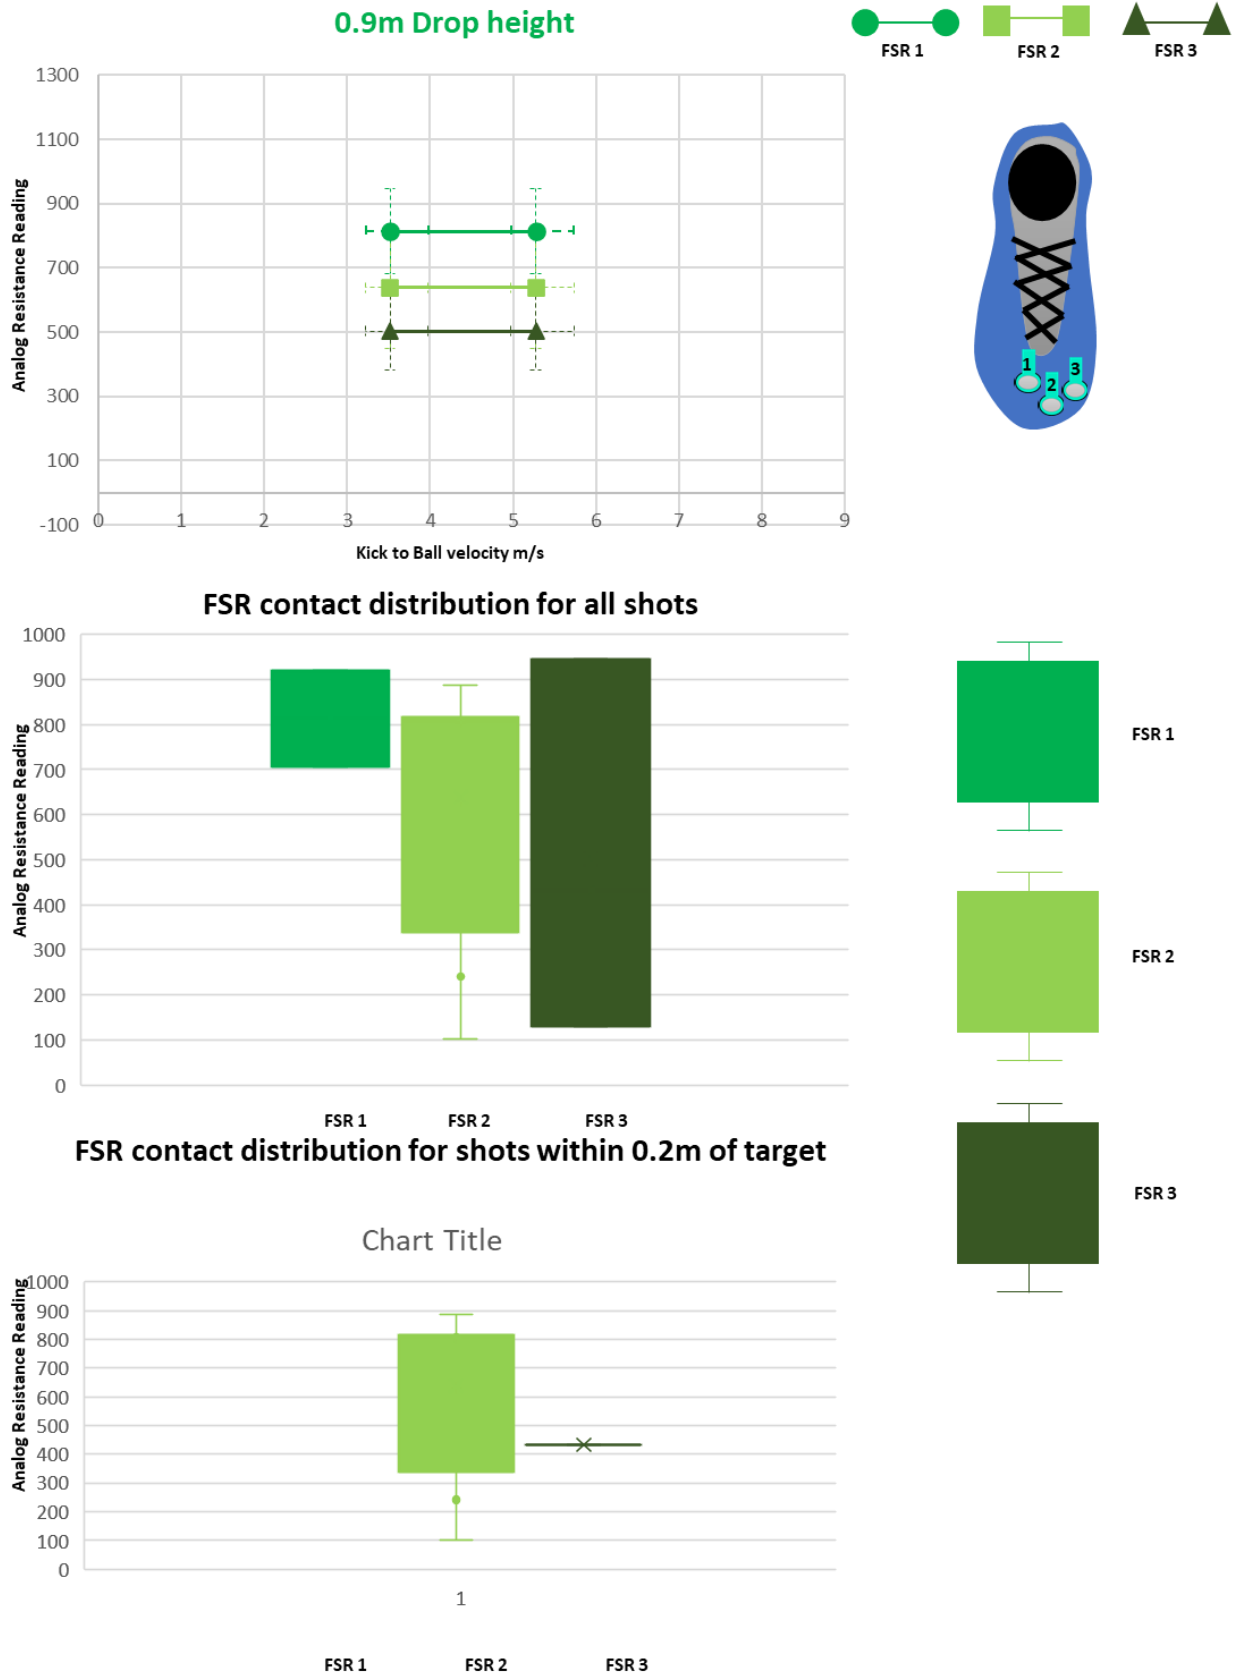 0.9m Drop height
FSR 1
FSR 2
FSR 3
1300
1100
900
700
500
300
100
-100
Analog Resistance Reading
0 1 2 3 4 5 6 7 8 9
Kick to Ball velocity m/s
1
2
3
FSR contact distribution for all shots
1000
900
800
700
600
500
400
300
200
100
0
Analog Resistance Reading
FSR 1
FSR 2
FSR 3
FSR 1
FSR 2
FSR 3
FSR contact distribution for shots within 0.2m of target
Chart Title
1000
900
800
700
600
500
400
300
200
100
0
Analog Resistance Reading
1
FSR 1
FSR 2
FSR 3